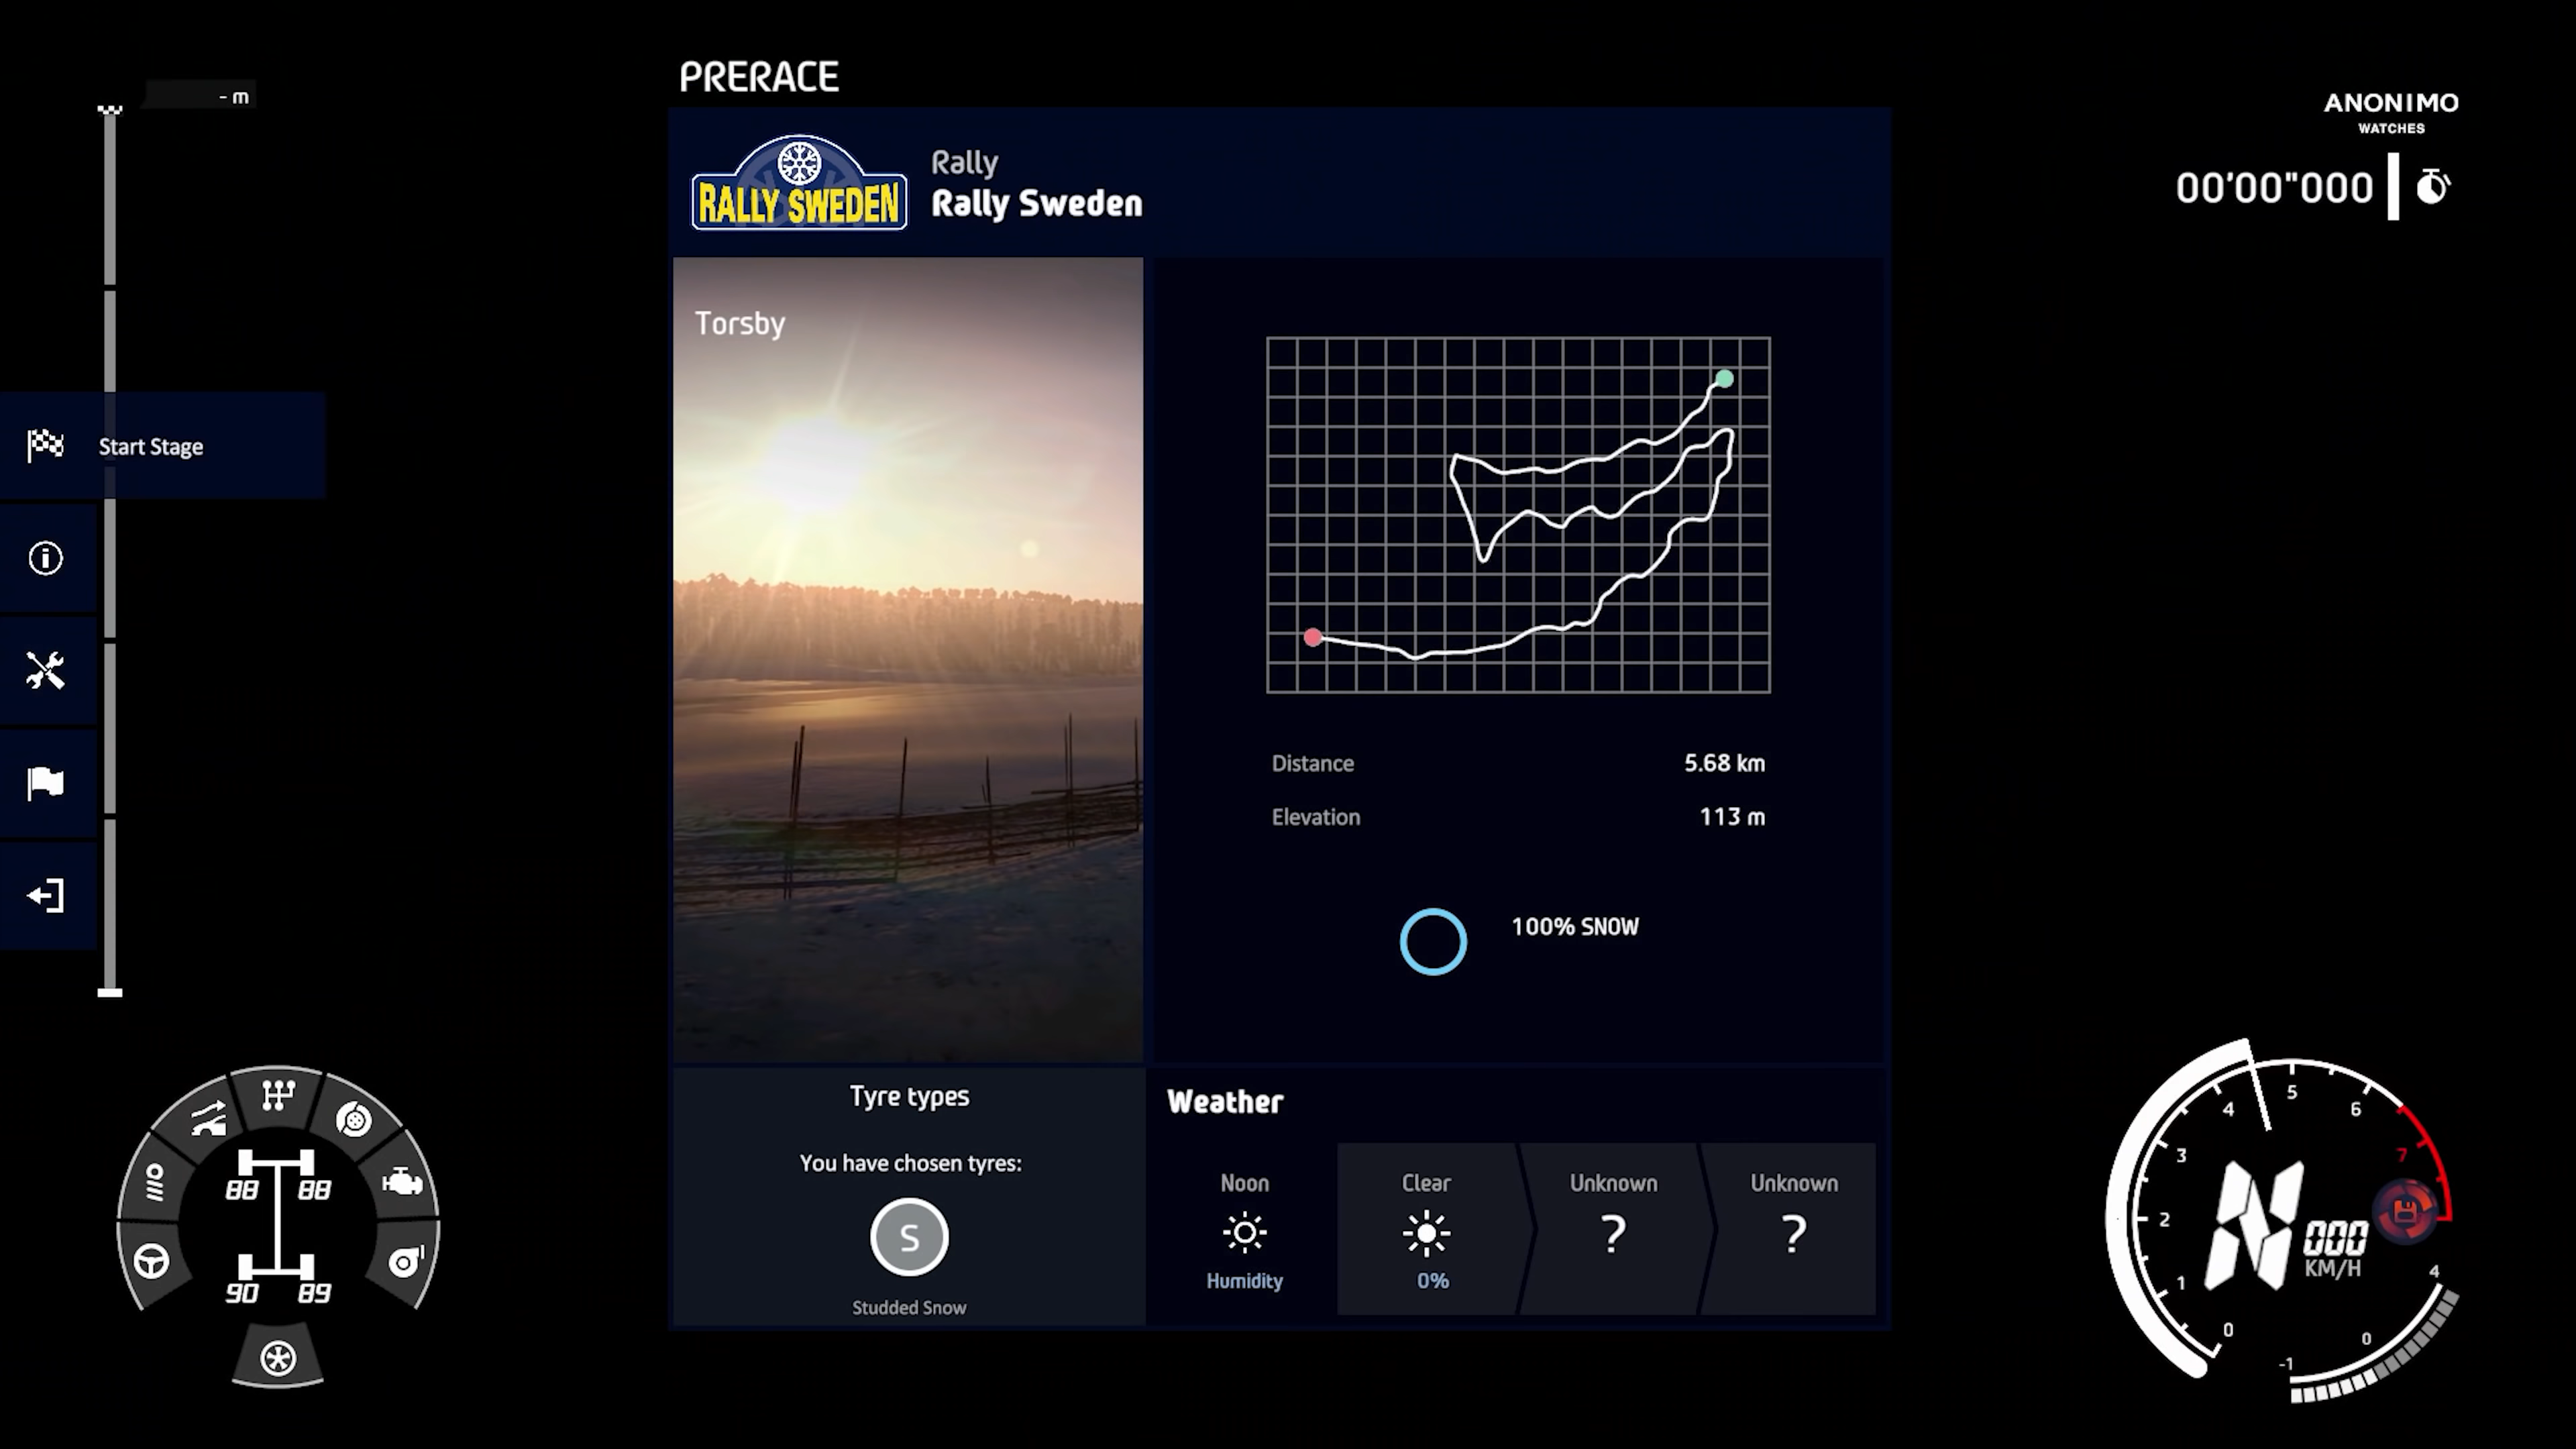 PRERACE
- m
ANONIMO
WATCHES
00'00"000
RALLY SWEDEN
Rally
Rally Sweden
Torsby
Start Stage
Distance 5.68 km
Elevation 113 m
100% SNOW
Tyre types
You have chosen tyres:
S
Studded Snow
Weather
Noon
Humidity
Clear
0%
Unknown
?
Unknown
?
88 88
90 89
0
1
2
3
4
5
6
7
N
000
KM/H
4
0
-1